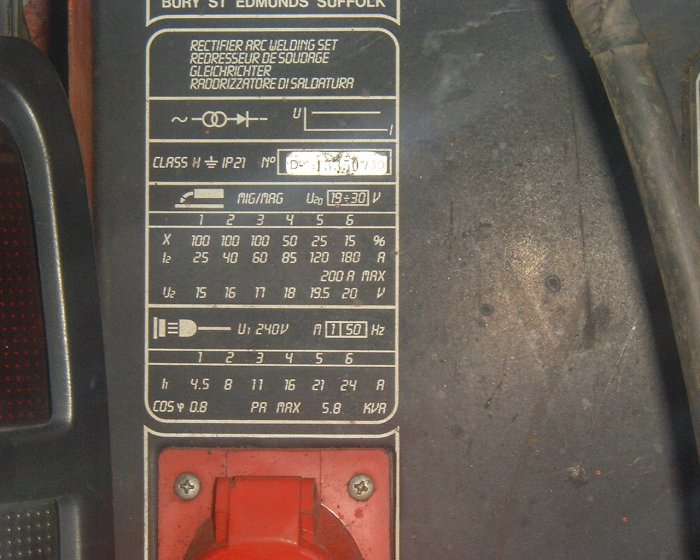 BURY ST EDMUNDS SUFFOLK
RECTIFIER ARC WELDING SET
REDRESSEUR DE SOUDAGE
GLEICHRICHTER
RADDRIZZATORE DI SALDATURA
U I
CLASS H IP21 N°
MIG/MAG U20 19÷30 V
1 2 3 4 5 6
X 100 100 100 50 25 15 %
I2 25 40 60 85 120 180 A
200 A MAX
U2 15 16 17 18 19.5 20 V
U1 240V M 1 50 Hz
1 2 3 4 5 6
I1 4.5 8 11 16 21 24 A
COS φ 0.8 PA MAX 5.8 KVA